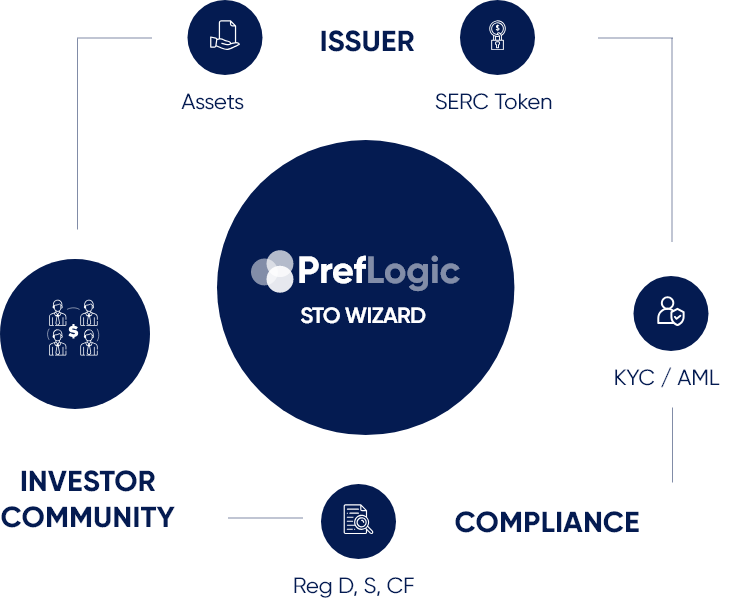 ISSUER
Assets
SERC Token
$
PrefLogic
STO WIZARD
$
KYC / AML
INVESTOR
COMMUNITY
COMPLIANCE
Reg D, S, CF